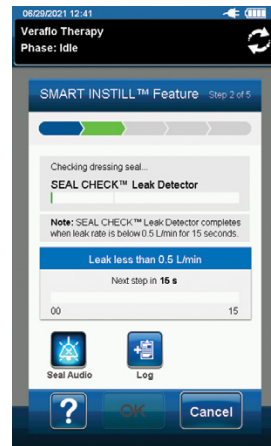 06/29/2021 12:41
Veraflo Therapy
Phase: Idle
SMART INSTILL™ Feature Step 2 of 5
Checking dressing seal...
SEAL CHECK™ Leak Detector
Note: SEAL CHECK™ Leak Detector completes
when leak rate is below 0.5 L/min for 15 seconds.
Leak less than 0.5 L/min
Next step in 15 s
00 15
Seal Audio Log
? OK Cancel